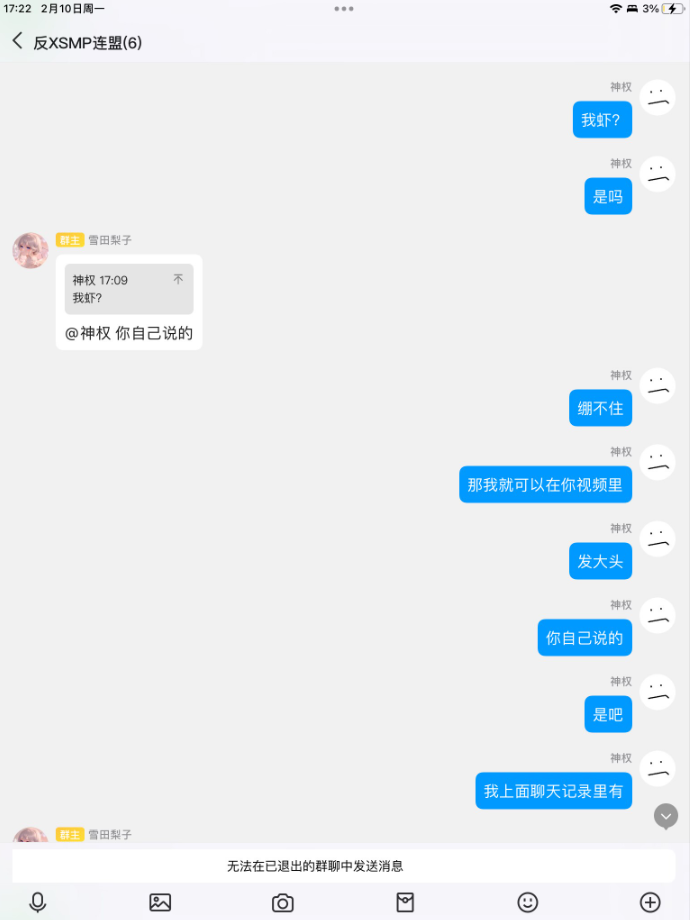 17:22 2月10日周一
3%
反XSMP连盟(6)
神权
我虾?
神权
是吗
群主 雪田梨子
神权 17:09
我虾?
@神权 你自己说的
神权
绷不住
神权
那我就可以在你视频里
神权
发大头
神权
你自己说的
神权
是吧
神权
我上面聊天记录里有
群主 雪田梨子
无法在已退出的群聊中发送消息